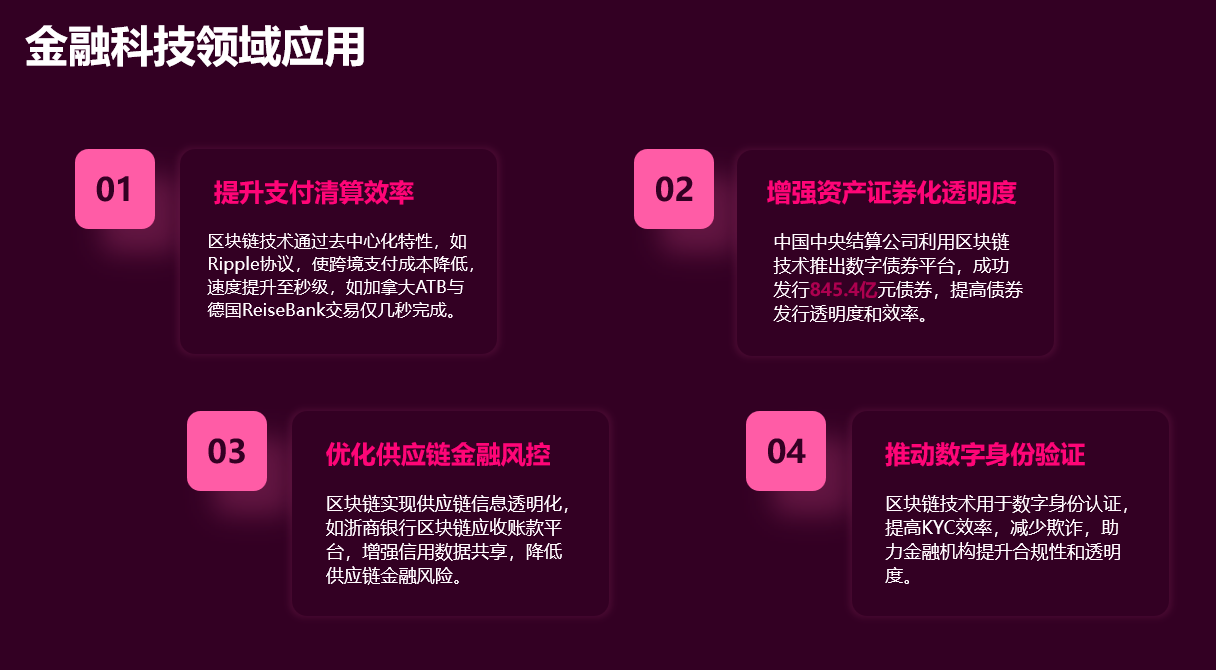 金融科技领域应用
01
提升支付清算效率
区块链技术通过去中心化特性，如
Ripple协议，使跨境支付成本降低，
速度提升至秒级，如加拿大ATB与
德国ReiseBank交易仅几秒完成。
02
增强资产证券化透明度
中国中央结算公司利用区块链
技术推出数字债券平台，成功
发行845.4亿元债券，提高债券
发行透明度和效率。
03
优化供应链金融风控
区块链实现供应链信息透明化，
如浙商银行区块链应收账款平
台，增强信用数据共享，降低
供应链金融风险。
04
推动数字身份验证
区块链技术用于数字身份认证，
提高KYC效率，减少欺诈，助
力金融机构提升合规性和透明
度。